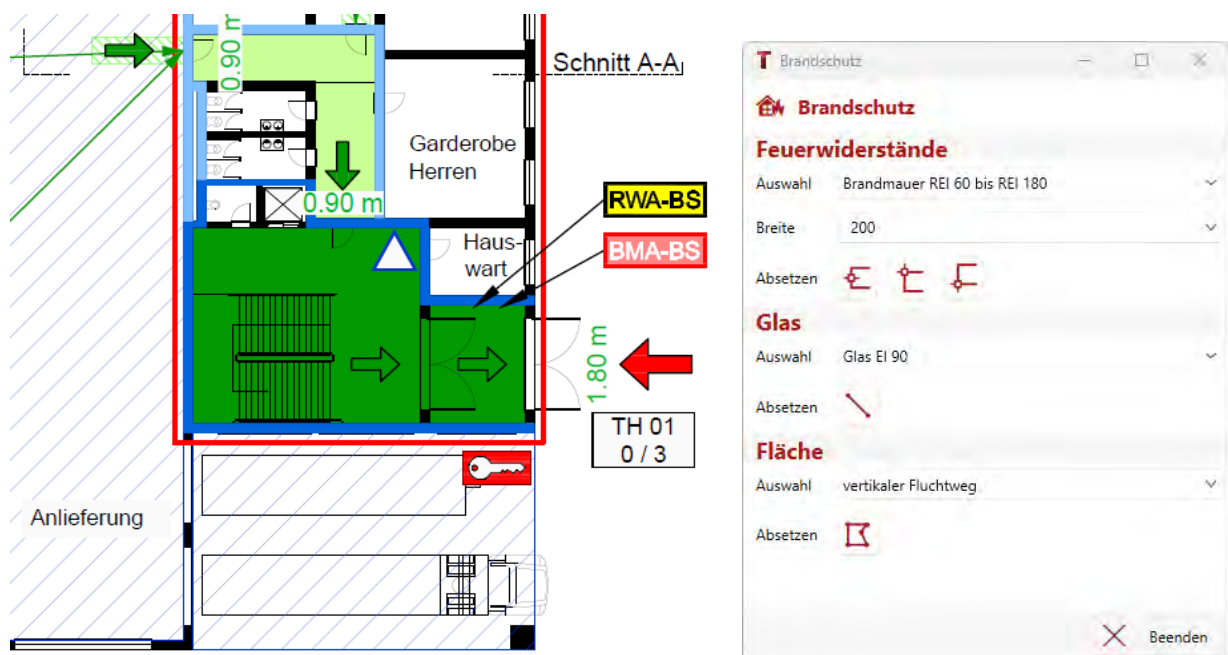 0.90 m
Schnitt A-A
Garderobe
Herren
0.90 m
RWA-BS
Haus-
wart
BMA-BS
1.80 m
TH 01
0 / 3
Anlieferung
Brandschutz
Brandschutz
Feuerwiderstände
Auswahl Brandmauer REI 60 bis REI 180
Breite 200
Absetzen
Glas
Auswahl Glas EI 90
Absetzen
Fläche
Auswahl vertikaler Fluchtweg
Absetzen
Beenden